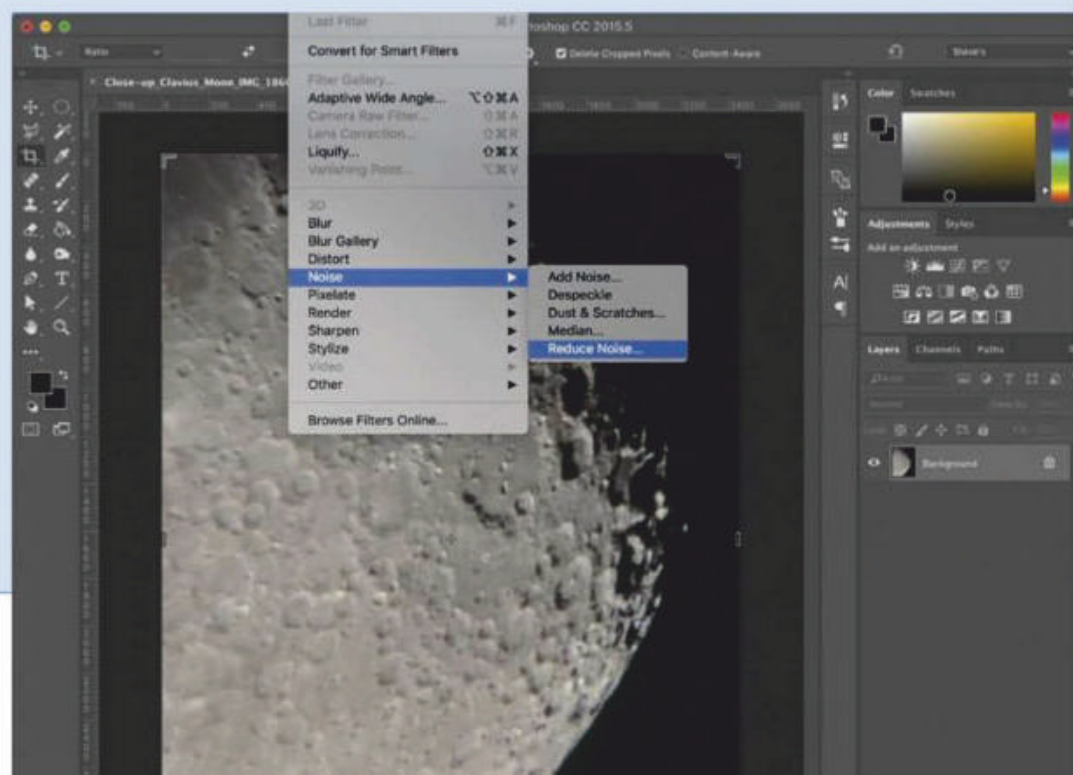 Photoshop CC 2015.5
Ratio
Delete Cropped Pixels
Content-Aware
Close-up_Clavius_Moon_IMG_186
Last Filter ⌘F
Convert for Smart Filters
Filter Gallery...
Adaptive Wide Angle... ⌥⇧⌘A
Camera Raw Filter... ⇧⌘A
Lens Correction... ⇧⌘R
Liquify... ⇧⌘X
Vanishing Point... ⌥⌘V
3D
Blur
Blur Gallery
Distort
Noise
Pixelate
Render
Sharpen
Stylize
Video
Other
Browse Filters Online...
Add Noise...
Despeckle
Dust & Scratches...
Median...
Reduce Noise...
Color Swatches
Adjustments Styles
Add an adjustment
Layers Channels Paths
Background